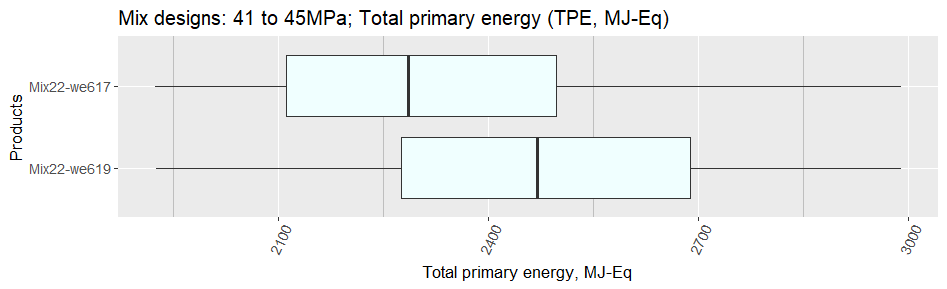 Mix designs: 41 to 45MPa; Total primary energy (TPE, MJ-Eq)
Products
Mix22-we617
Mix22-we619
2100
2400
2700
3000
Total primary energy, MJ-Eq